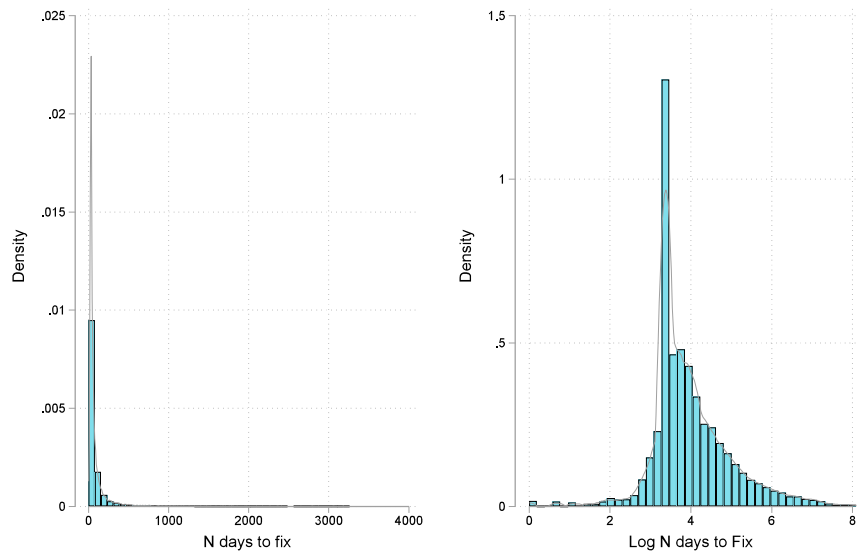 .025
.02
.015
.01
.005
0
Density
0 1000 2000 3000 4000
N days to fix
1.5
1
.5
0
Density
0 2 4 6 8
Log N days to Fix